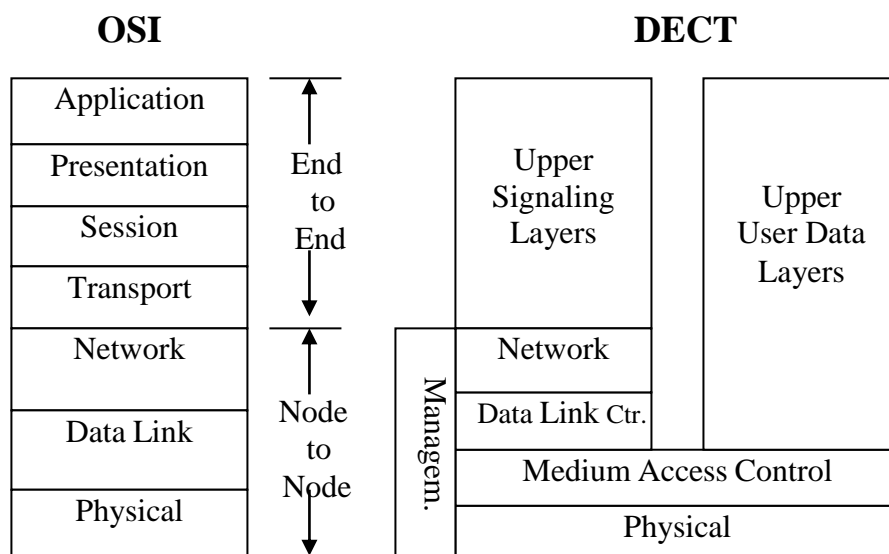 OSI
DECT
Application
Presentation
Session
Transport
Network
Data Link
Physical
End
to
End
Node
to
Node
Upper
Signaling
Layers
Upper
User Data
Layers
Managem.
Network
Data Link Ctr.
Medium Access Control
Physical